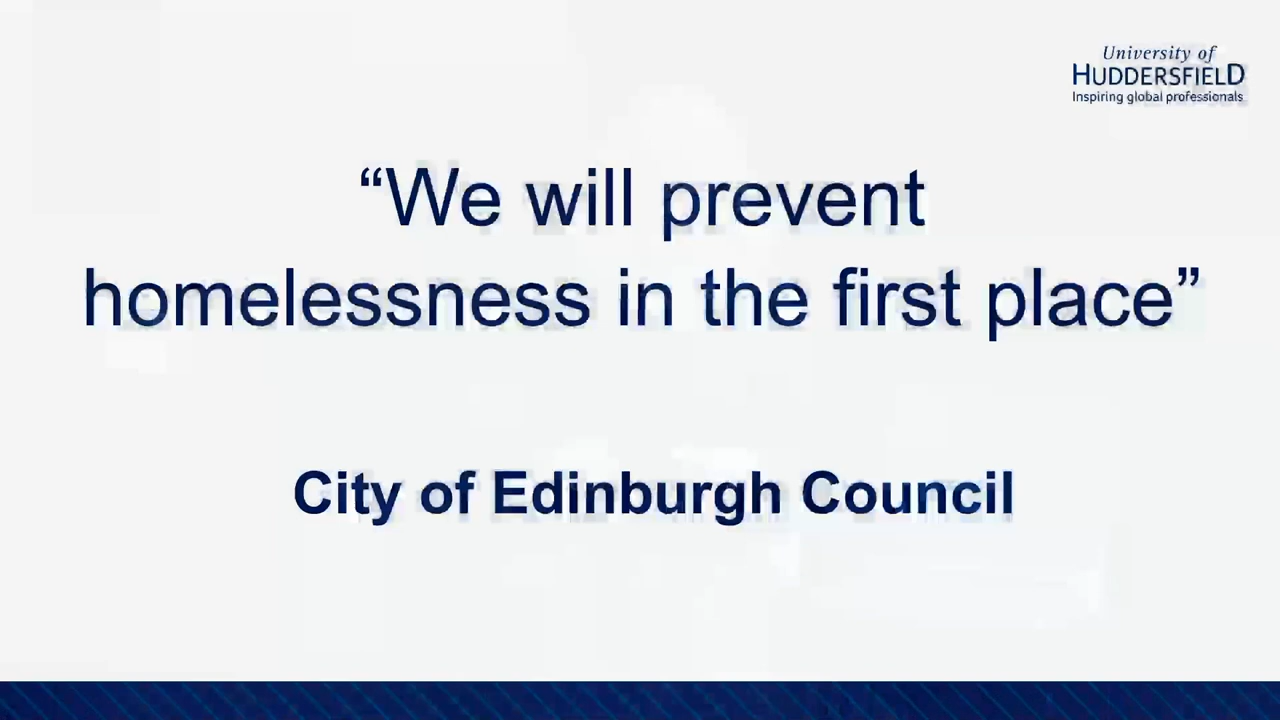 University of
HUDDERSFIELD
Inspiring global professionals
“We will prevent
homelessness in the first place”
City of Edinburgh Council